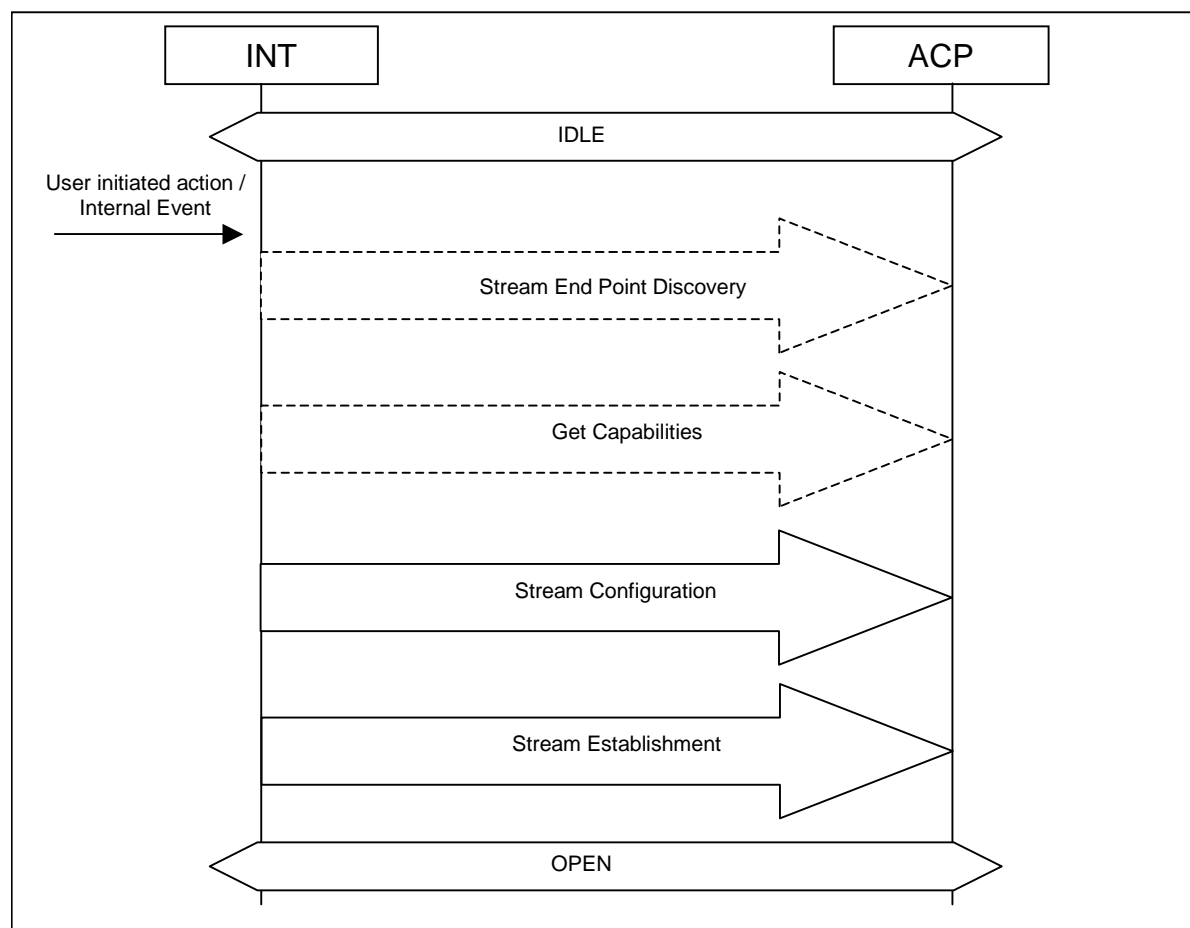 INT
ACP
IDLE
User initiated action /
Internal Event
Stream End Point Discovery
Get Capabilities
Stream Configuration
Stream Establishment
OPEN